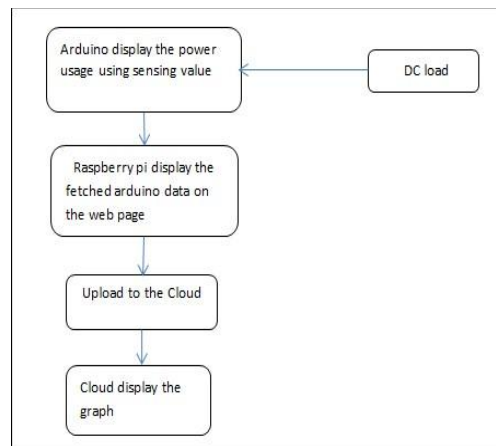 Arduino display the power
usage using sensing value
DC load
Raspberry pi display the
fetched arduino data on
the web page
Upload to the Cloud
Cloud display the
graph